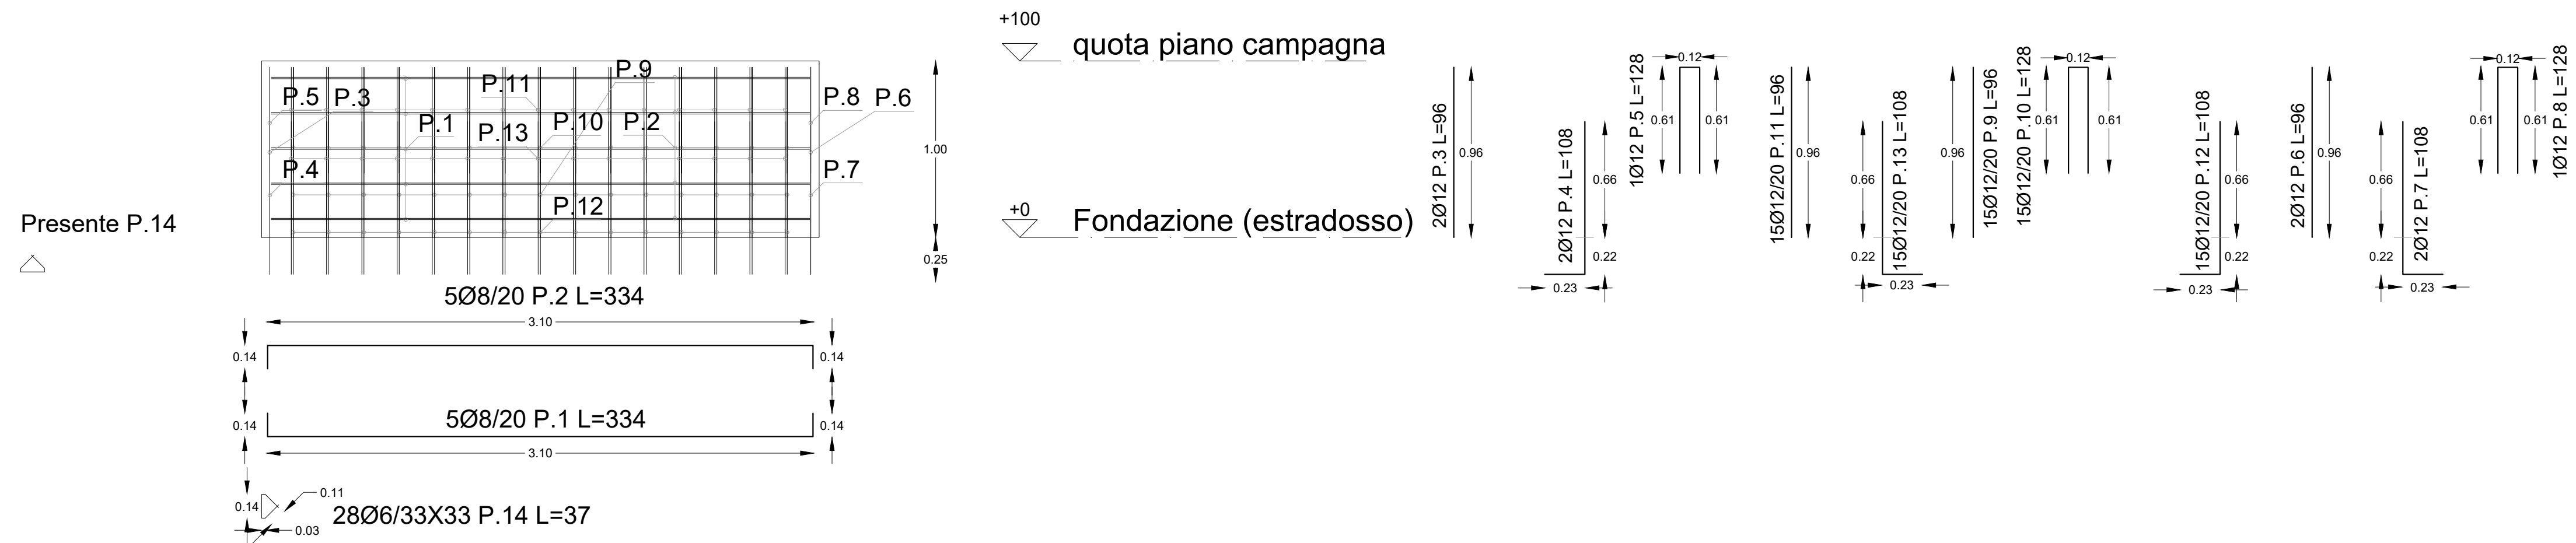 +100
quota piano campagna
P.9
P.11
P.5
P.3
P.8
P.6
P.1
P.13
P.10
P.2
1.00
P.4
P.7
P.12
+0
Fondazione (estradosso)
Presente P.14
0.25
5Ø8/20 P.2 L=334
3.10
0.14
0.14
0.14
0.14
5Ø8/20 P.1 L=334
3.10
0.11
0.14
28Ø6/33X33 P.14 L=37
0.03
2Ø12 P.3 L=96
0.96
2Ø12 P.4 L=108
0.66
0.22
0.23
1Ø12 P.5 L=128
0.12
0.61
0.61
15Ø12/20 P.11 L=96
0.96
0.66
0.22
0.23
15Ø12/20 P.13 L=108
0.96
15Ø12/20 P.9 L=96
15Ø12/20 P.10 L=128
0.12
0.61
0.61
15Ø12/20 P.12 L=108
0.66
0.22
0.23
2Ø12 P.6 L=96
0.96
0.66
0.22
0.23
2Ø12 P.7 L=108
0.12
0.61
0.61
1Ø12 P.8 L=128